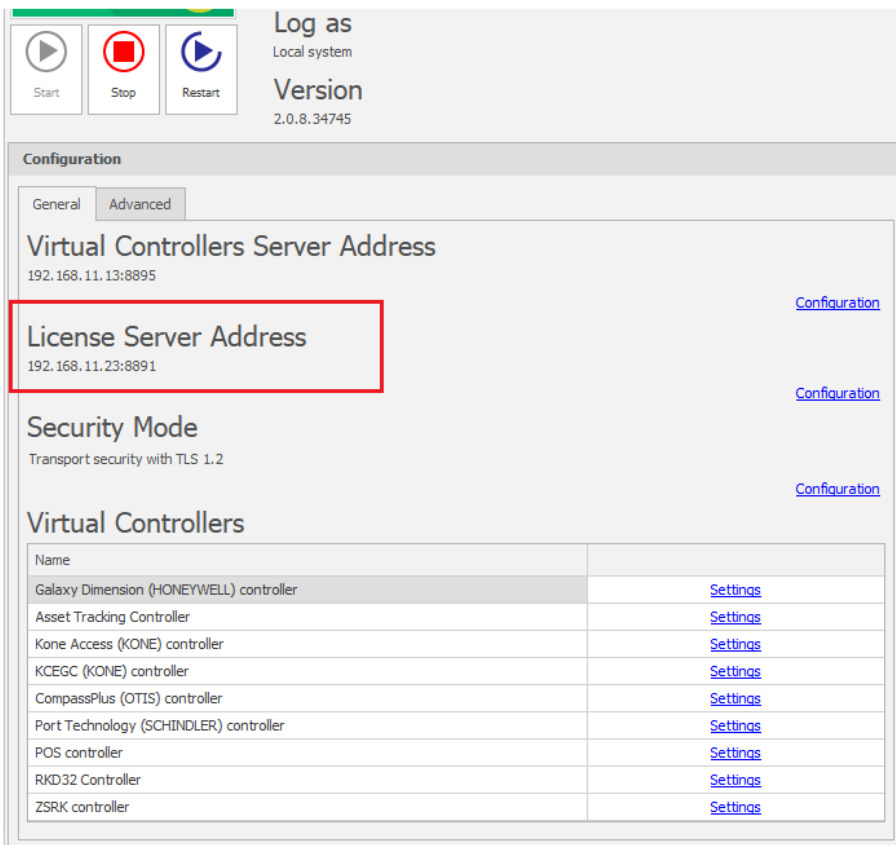 Log as
Local system
Start
Stop
Restart
Version
2.0.8.34745
Configuration
General
Advanced
Virtual Controllers Server Address
192.168.11.13:8895
Configuration
License Server Address
192.168.11.23:8891
Configuration
Security Mode
Transport security with TLS 1.2
Configuration
Virtual Controllers
Name
Galaxy Dimension (HONEYWELL) controller Settings
Asset Tracking Controller Settings
Kone Access (KONE) controller Settings
KCEGC (KONE) controller Settings
CompassPlus (OTIS) controller Settings
Port Technology (SCHINDLER) controller Settings
POS controller Settings
RKD32 Controller Settings
ZSRK controller Settings